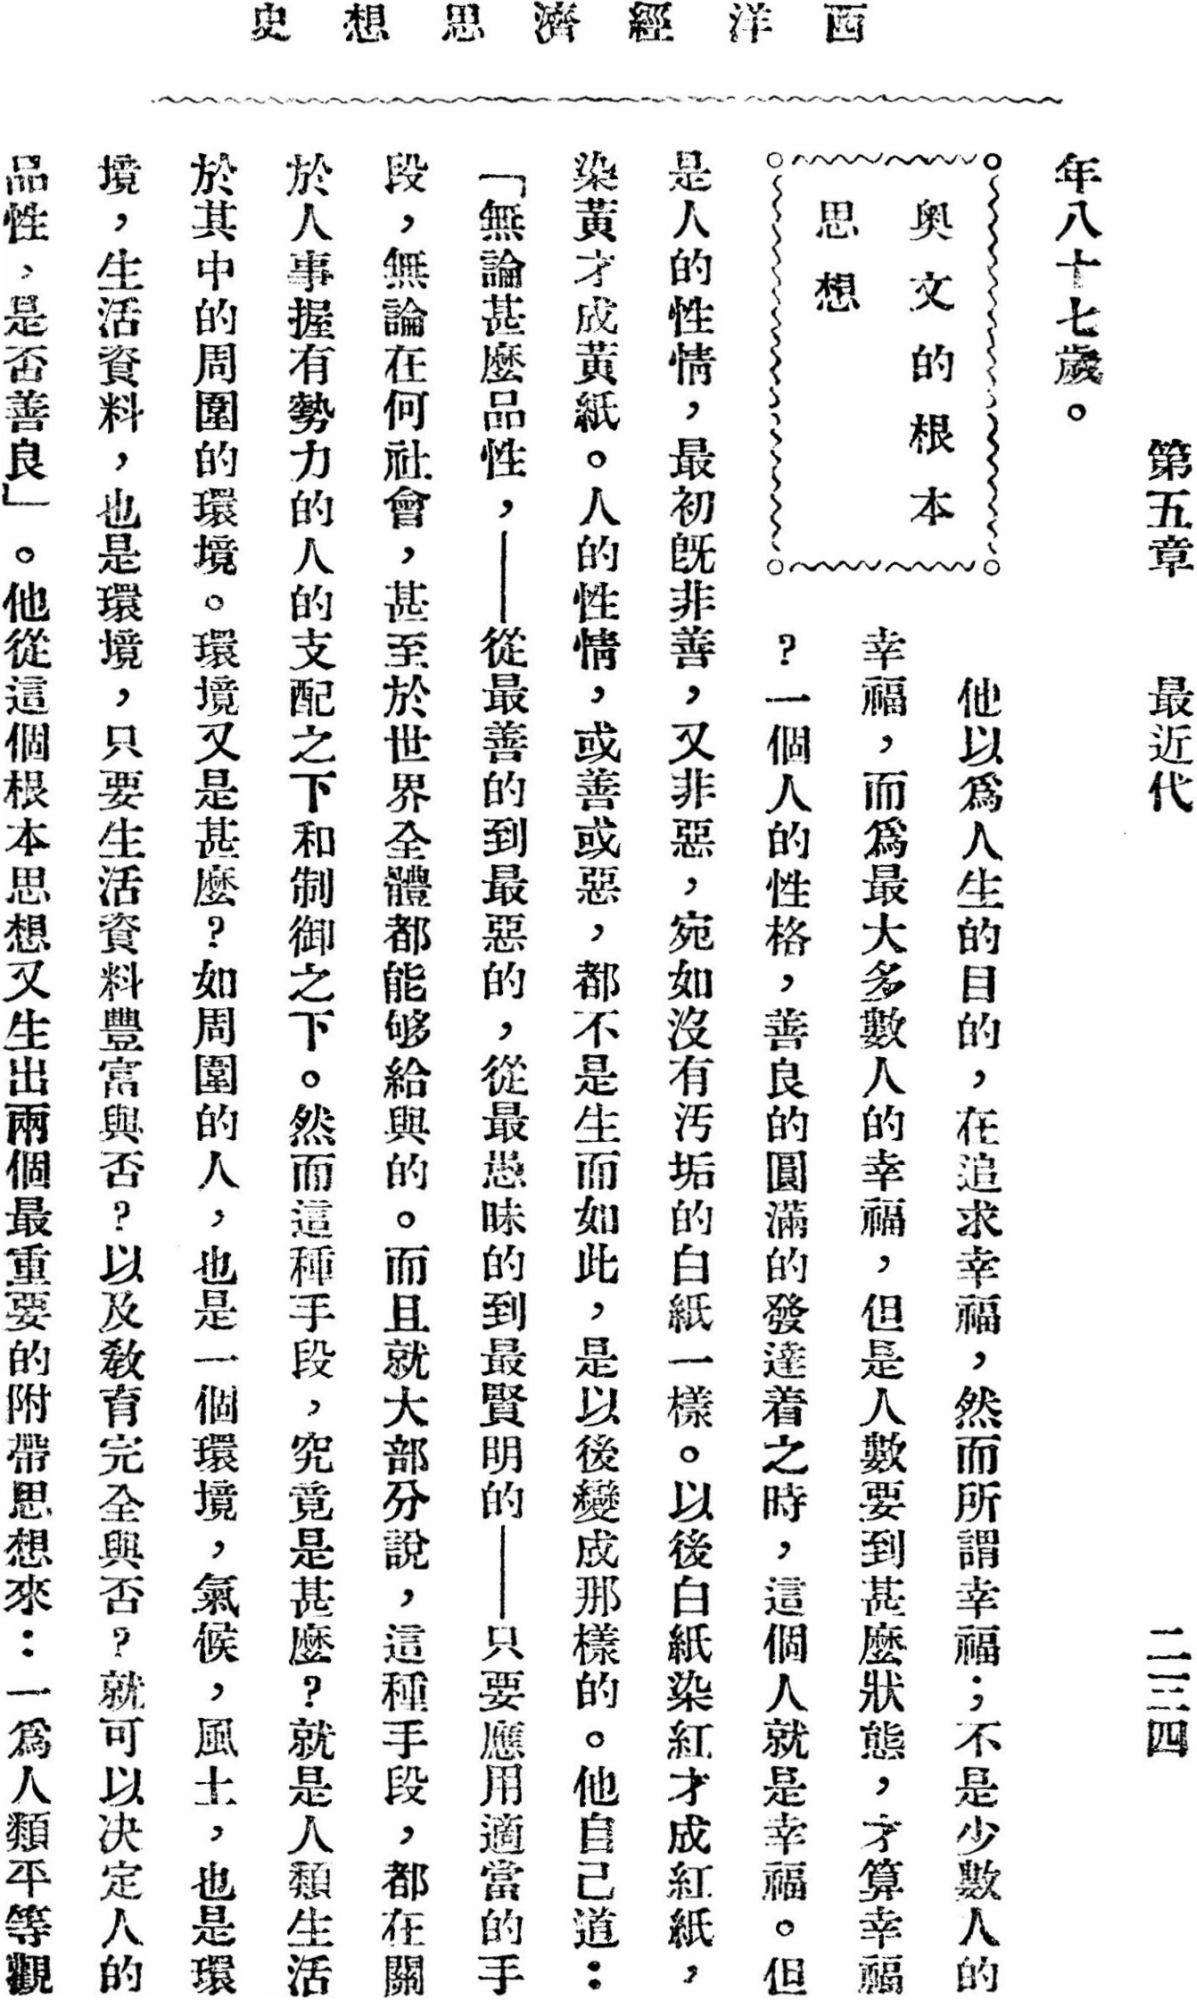 西洋經濟思想史
第五章　最近代　二三四
年八十七歲。
奧文的根本
思想
他以爲人生的目的，在追求幸福，然而所謂幸福；不是少數人的
幸福，而爲最大多數人的幸福，但是人數要到甚麼狀態，才算幸福
？一個人的性格，善良的圓滿的發達着之時，這個人就是幸福。但
是人的性情，最初旣非善，又非惡，宛如沒有汚垢的白紙一樣。以後白紙染紅才成紅紙，
染黃才成黃紙。人的性情，或善或惡，都不是生而如此，是以後變成那樣的。他自己道：
「無論甚麼品性，——從最善的到最惡的，從最愚昧的到最賢明的——只要應用適當的手
段，無論在何社會，甚至於世界全體都能够給與的。而且就大部分說，這種手段，都在關
於人事握有勢力的人的支配之下和制御之下。然而這種手段，究竟是甚麼？就是人類生活
於其中的周圍的環境。環境又是甚麼？如周圍的人，也是一個環境，氣候，風土，也是環
境，生活資料，也是環境，只要生活資料豐富與否？以及敎育完全與否？就可以决定人的
品性，是否善良」。他從這個根本思想又生出兩個最重要的附帶思想來：一爲人類平等觀